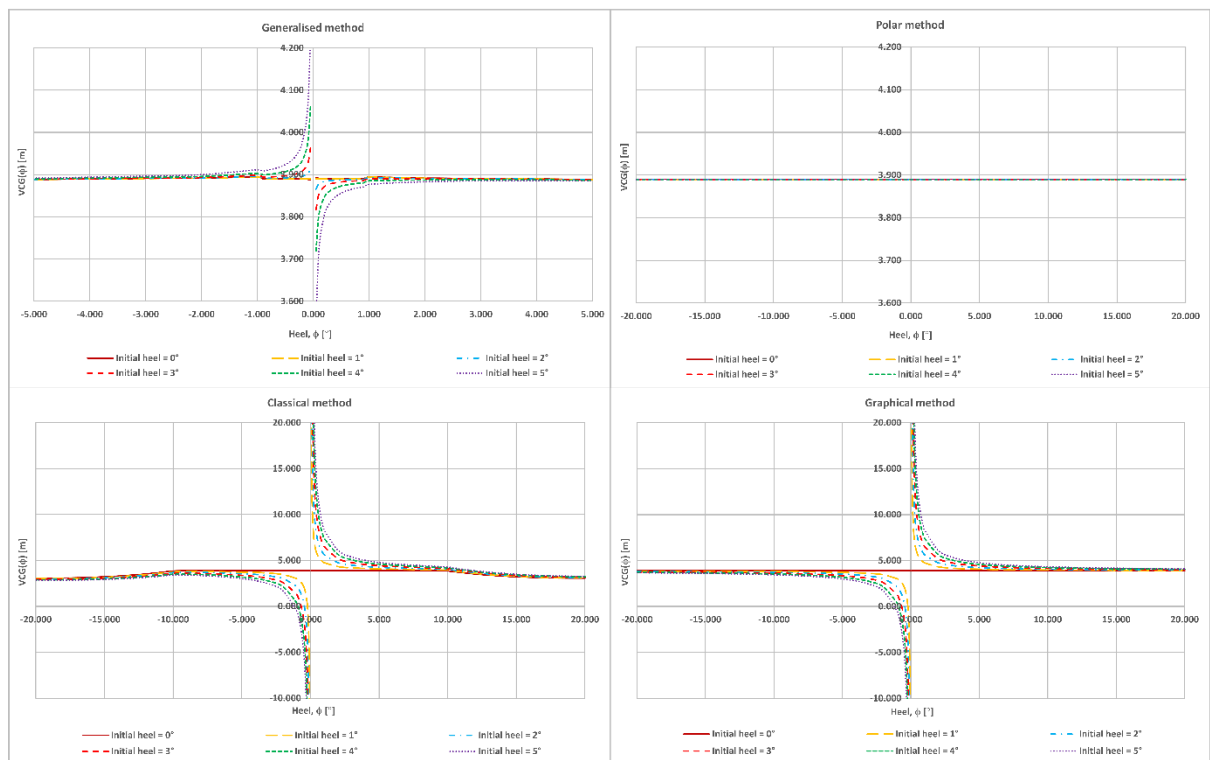 Generalised method
4.200
4.100
4.000
3.900
3.800
3.700
3.600
VCG(ϕ) [m]
-5.000 -4.000 -3.000 -2.000 -1.000 0.000 1.000 2.000 3.000 4.000 5.000
Heel, ϕ [°]
Initial heel = 0° Initial heel = 1° Initial heel = 2°
Initial heel = 3° Initial heel = 4° Initial heel = 5°
Polar method
4.200
4.100
4.000
3.900
3.800
3.700
3.600
VCG(ϕ) [m]
-20.000 -15.000 -10.000 -5.000 0.000 5.000 10.000 15.000 20.000
Heel, ϕ [°]
Initial heel = 0° Initial heel = 1° Initial heel = 2°
Initial heel = 3° Initial heel = 4° Initial heel = 5°
Classical method
20.000
15.000
10.000
5.000
0.000
-20.000 -15.000 -10.000 -5.000 0.000 5.000 10.000 15.000 20.000
-5.000
-10.000
VCG(ϕ) [m]
Heel, ϕ [°]
Initial heel = 0° Initial heel = 1° Initial heel = 2°
Initial heel = 3° Initial heel = 4° Initial heel = 5°
Graphical method
20.000
15.000
10.000
5.000
0.000
-20.000 -15.000 -10.000 -5.000 0.000 5.000 10.000 15.000 20.000
-5.000
-10.000
VCG(ϕ) [m]
Heel, ϕ [°]
Initial heel = 0° Initial heel = 1° Initial heel = 2°
Initial heel = 3° Initial heel = 4° Initial heel = 5°